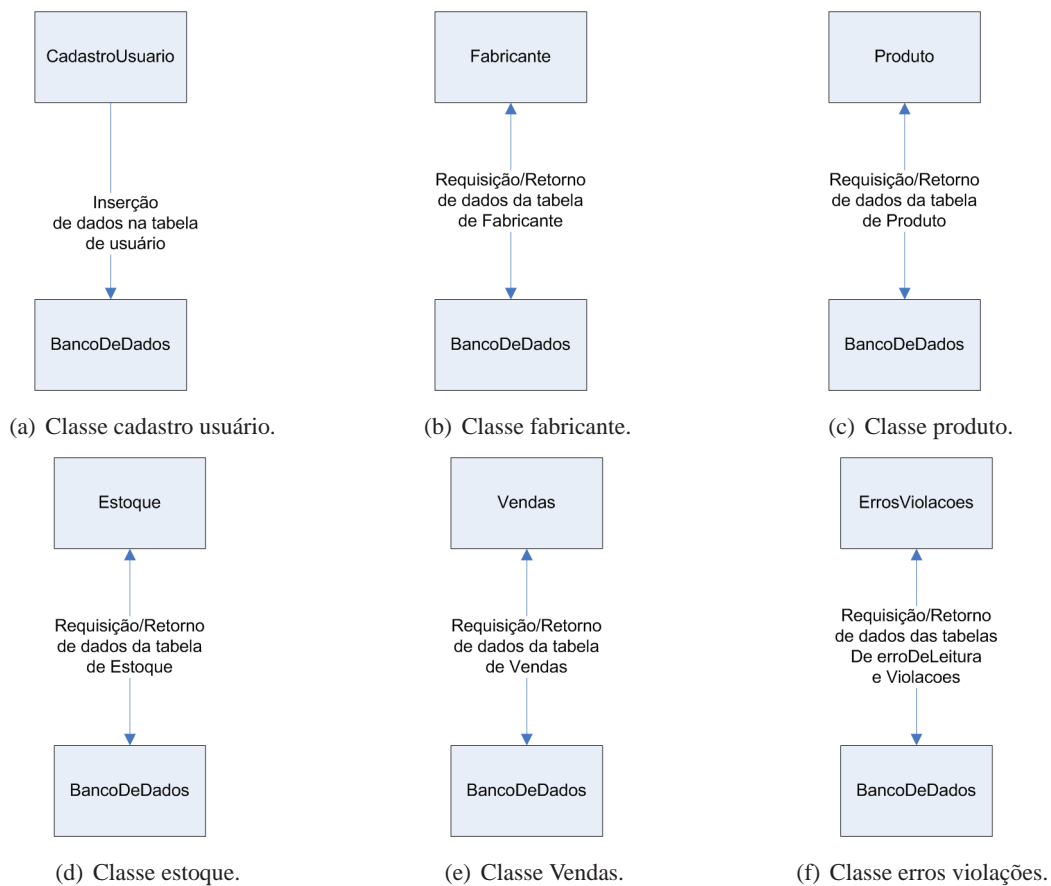 CadastroUsuario
Inserção
de dados na tabela
de usuário
BancoDeDados
(a) Classe cadastro usuário.
Fabricante
Requisição/Retorno
de dados da tabela
de Fabricante
BancoDeDados
(b) Classe fabricante.
Produto
Requisição/Retorno
de dados da tabela
de Produto
BancoDeDados
(c) Classe produto.
Estoque
Requisição/Retorno
de dados da tabela
de Estoque
BancoDeDados
(d) Classe estoque.
Vendas
Requisição/Retorno
de dados da tabela
de Vendas
BancoDeDados
(e) Classe Vendas.
ErrosViolacoes
Requisição/Retorno
de dados das tabelas
De erroDeLeitura
e Violacoes
BancoDeDados
(f) Classe erros violações.